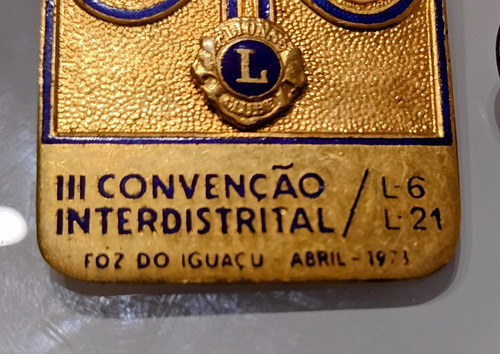 L
III CONVENÇÃO / L-6
INTERDISTRITAL / L-21
FOZ DO IGUAÇU ABRIL - 1973